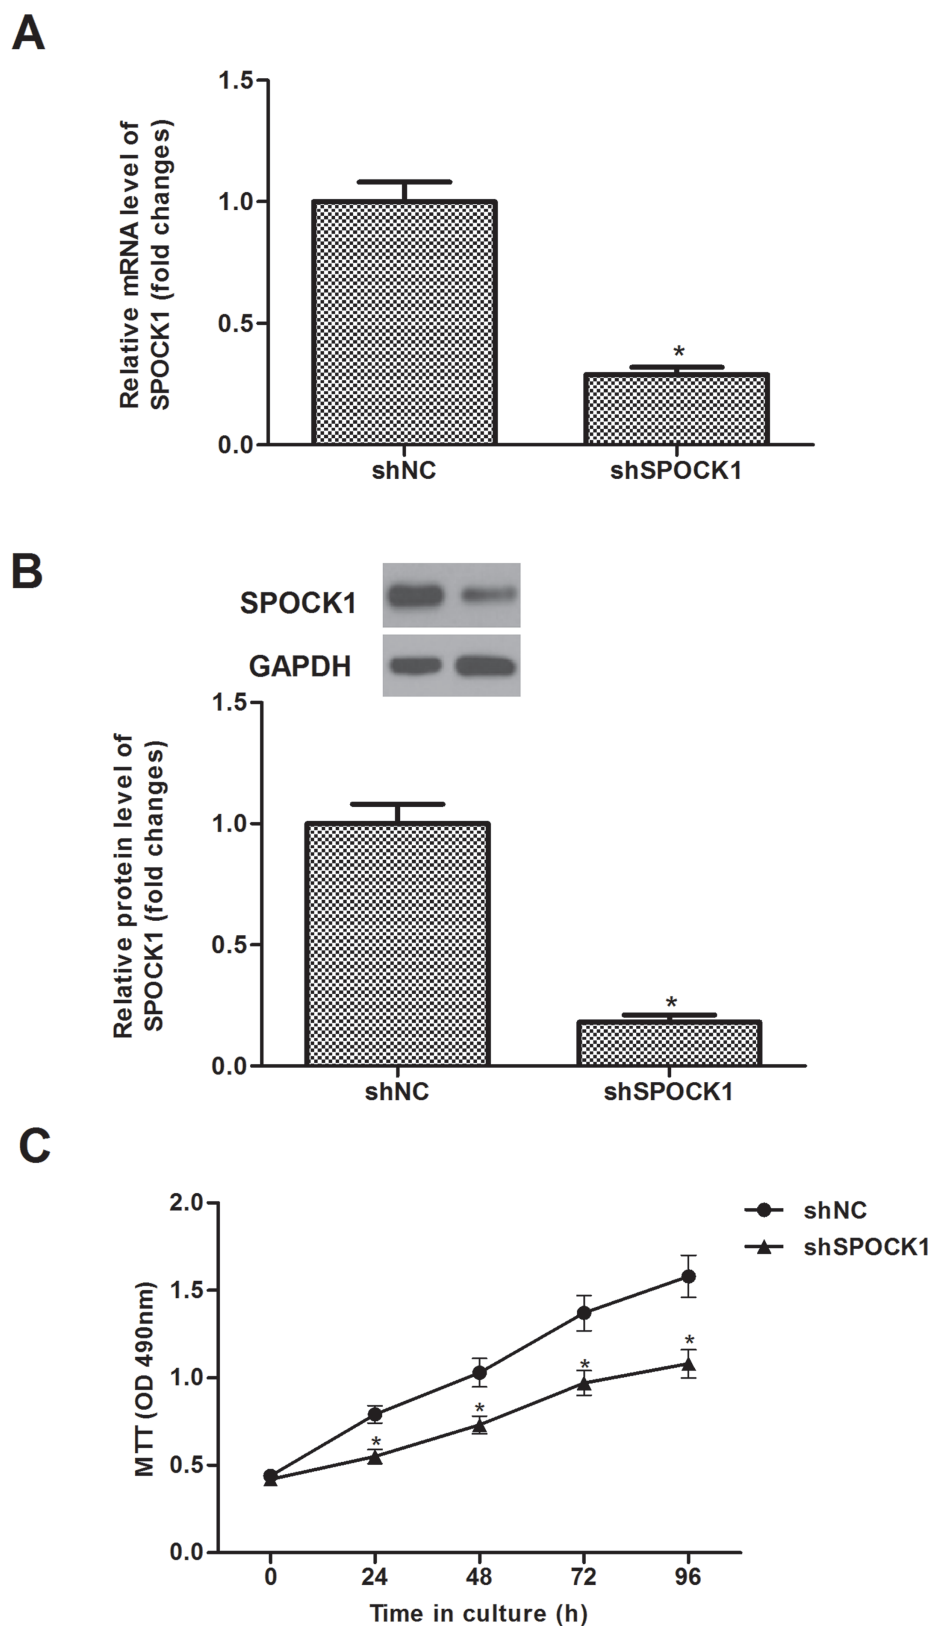 A
Relative mRNA level of
SPOCK1 (fold changes)
1.5
1.0
0.5
0.0
*
shNC
shSPOCK1
B
SPOCK1
GAPDH
Relative protein level of
SPOCK1 (fold changes)
1.5
1.0
0.5
0.0
*
shNC
shSPOCK1
C
MTT (OD 490nm)
2.0
1.5
1.0
0.5
0.0
shNC
shSPOCK1
*
*
*
*
0 24 48 72 96
Time in culture (h)